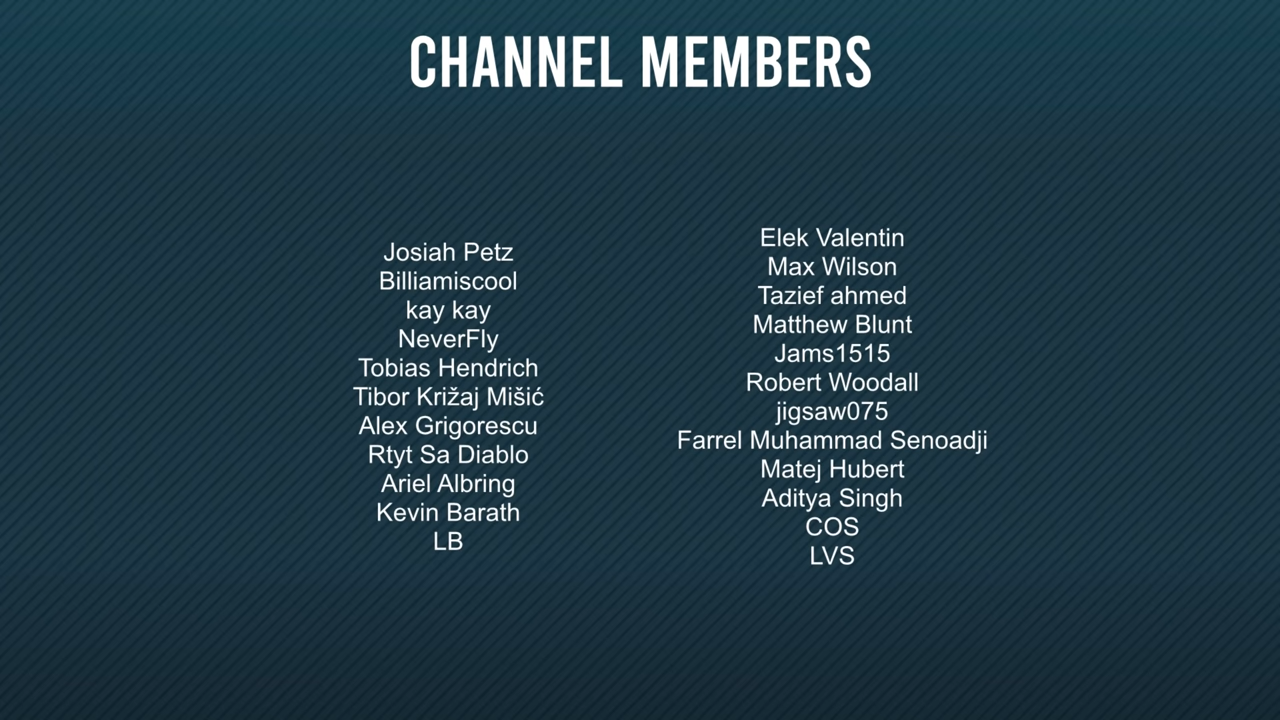 CHANNEL MEMBERS
Josiah Petz
Billiamiscool
kay kay
NeverFly
Tobias Hendrich
Tibor Križaj Mišić
Alex Grigorescu
Rtyt Sa Diablo
Ariel Albring
Kevin Barath
LB
Elek Valentin
Max Wilson
Tazief ahmed
Matthew Blunt
Jams1515
Robert Woodall
jigsaw075
Farrel Muhammad Senoadji
Matej Hubert
Aditya Singh
COS
LVS